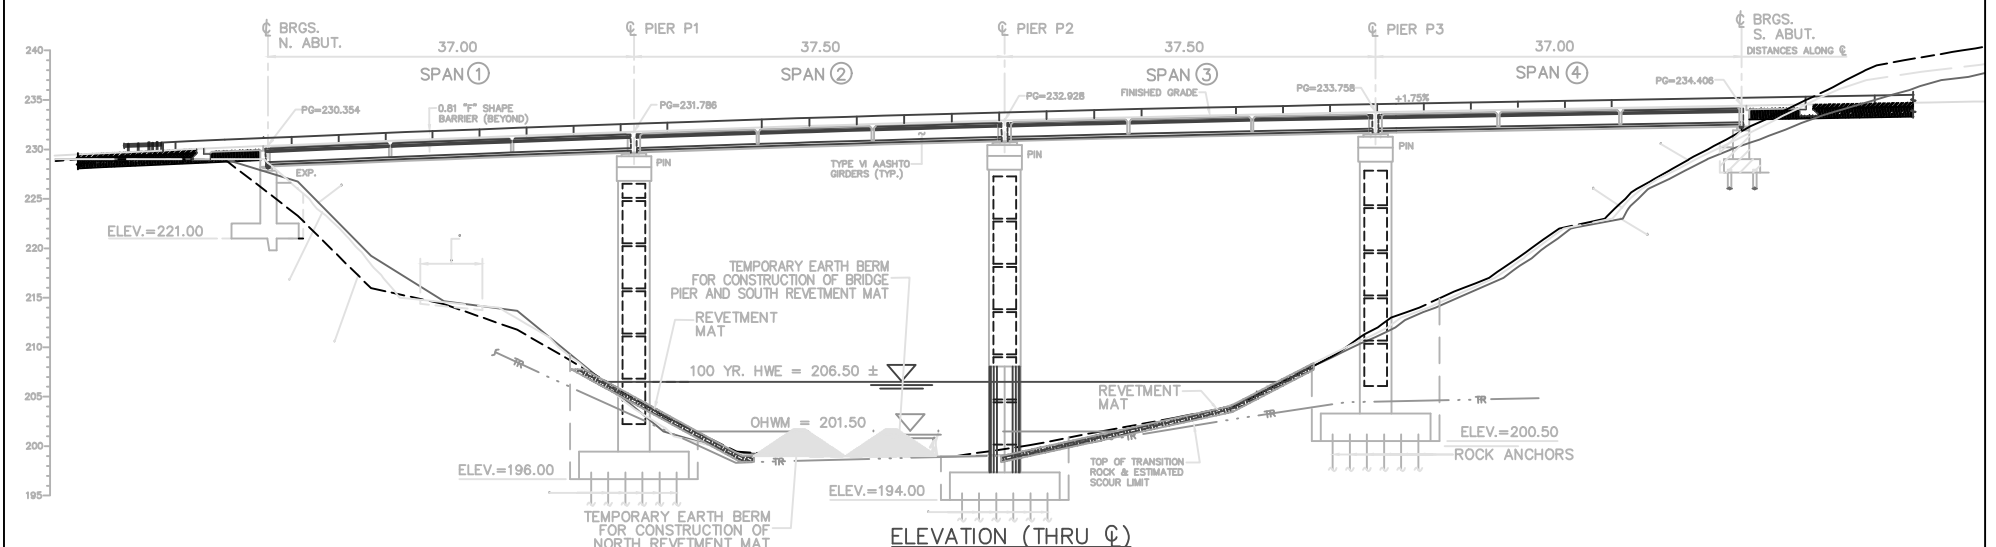 ℄ BRGS.
N. ABUT.
℄ PIER P1
℄ PIER P2
℄ PIER P3
℄ BRGS.
S. ABUT.
DISTANCES ALONG ℄
37.00
37.50
37.50
37.00
SPAN 1
SPAN 2
SPAN 3
SPAN 4
240
235
230
225
220
215
210
205
200
195
PG=230.354
0.81 "F" SHAPE
BARRIER (BEYOND)
PG=231.786
PG=232.928
FINISHED GRADE
PG=233.758
+1.75%
PG=234.406
EXP.
PIN
TYPE VI AASHTO
GIRDERS (TYP.)
PIN
PIN
ELEV.=221.00
TEMPORARY EARTH BERM
FOR CONSTRUCTION OF BRIDGE
PIER AND SOUTH REVETMENT MAT
REVETMENT
MAT
TR
100 YR. HWE = 206.50 ±
REVETMENT
MAT
TR
TR
OHWM = 201.50
TR
TR
ELEV.=196.00
ELEV.=194.00
TOP OF TRANSITION
ROCK & ESTIMATED
SCOUR LIMIT
ELEV.=200.50
ROCK ANCHORS
TEMPORARY EARTH BERM
FOR CONSTRUCTION OF
NORTH REVETMENT MAT
ELEVATION (THRU ℄)